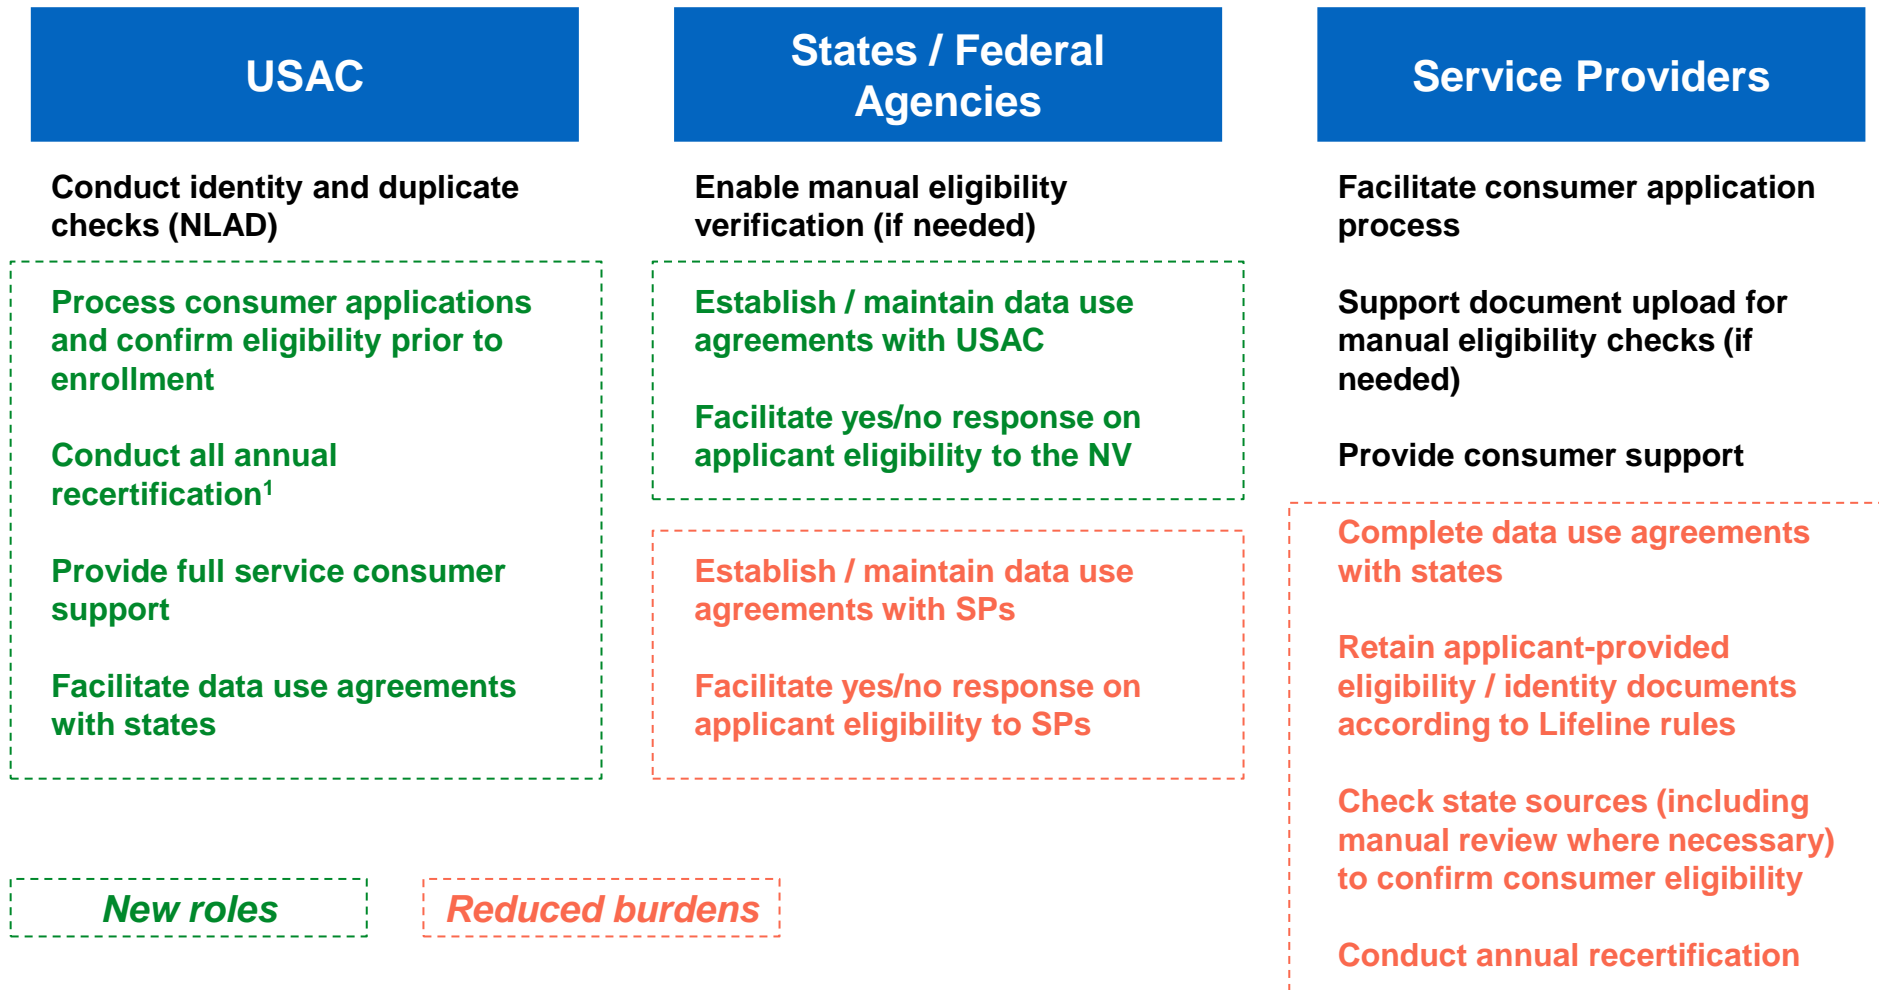 USAC
Conduct identity and duplicate
checks (NLAD)
Process consumer applications
and confirm eligibility prior to
enrollment
Conduct all annual
recertification¹
Provide full service consumer
support
Facilitate data use agreements
with states
States / Federal
Agencies
Enable manual eligibility
verification (if needed)
Establish / maintain data use
agreements with USAC
Facilitate yes/no response on
applicant eligibility to the NV
Establish / maintain data use
agreements with SPs
Facilitate yes/no response on
applicant eligibility to SPs
Service Providers
Facilitate consumer application
process
Support document upload for
manual eligibility checks (if
needed)
Provide consumer support
Complete data use agreements
with states
Retain applicant-provided
eligibility / identity documents
according to Lifeline rules
Check state sources (including
manual review where necessary)
to confirm consumer eligibility
Conduct annual recertification
New roles
Reduced burdens